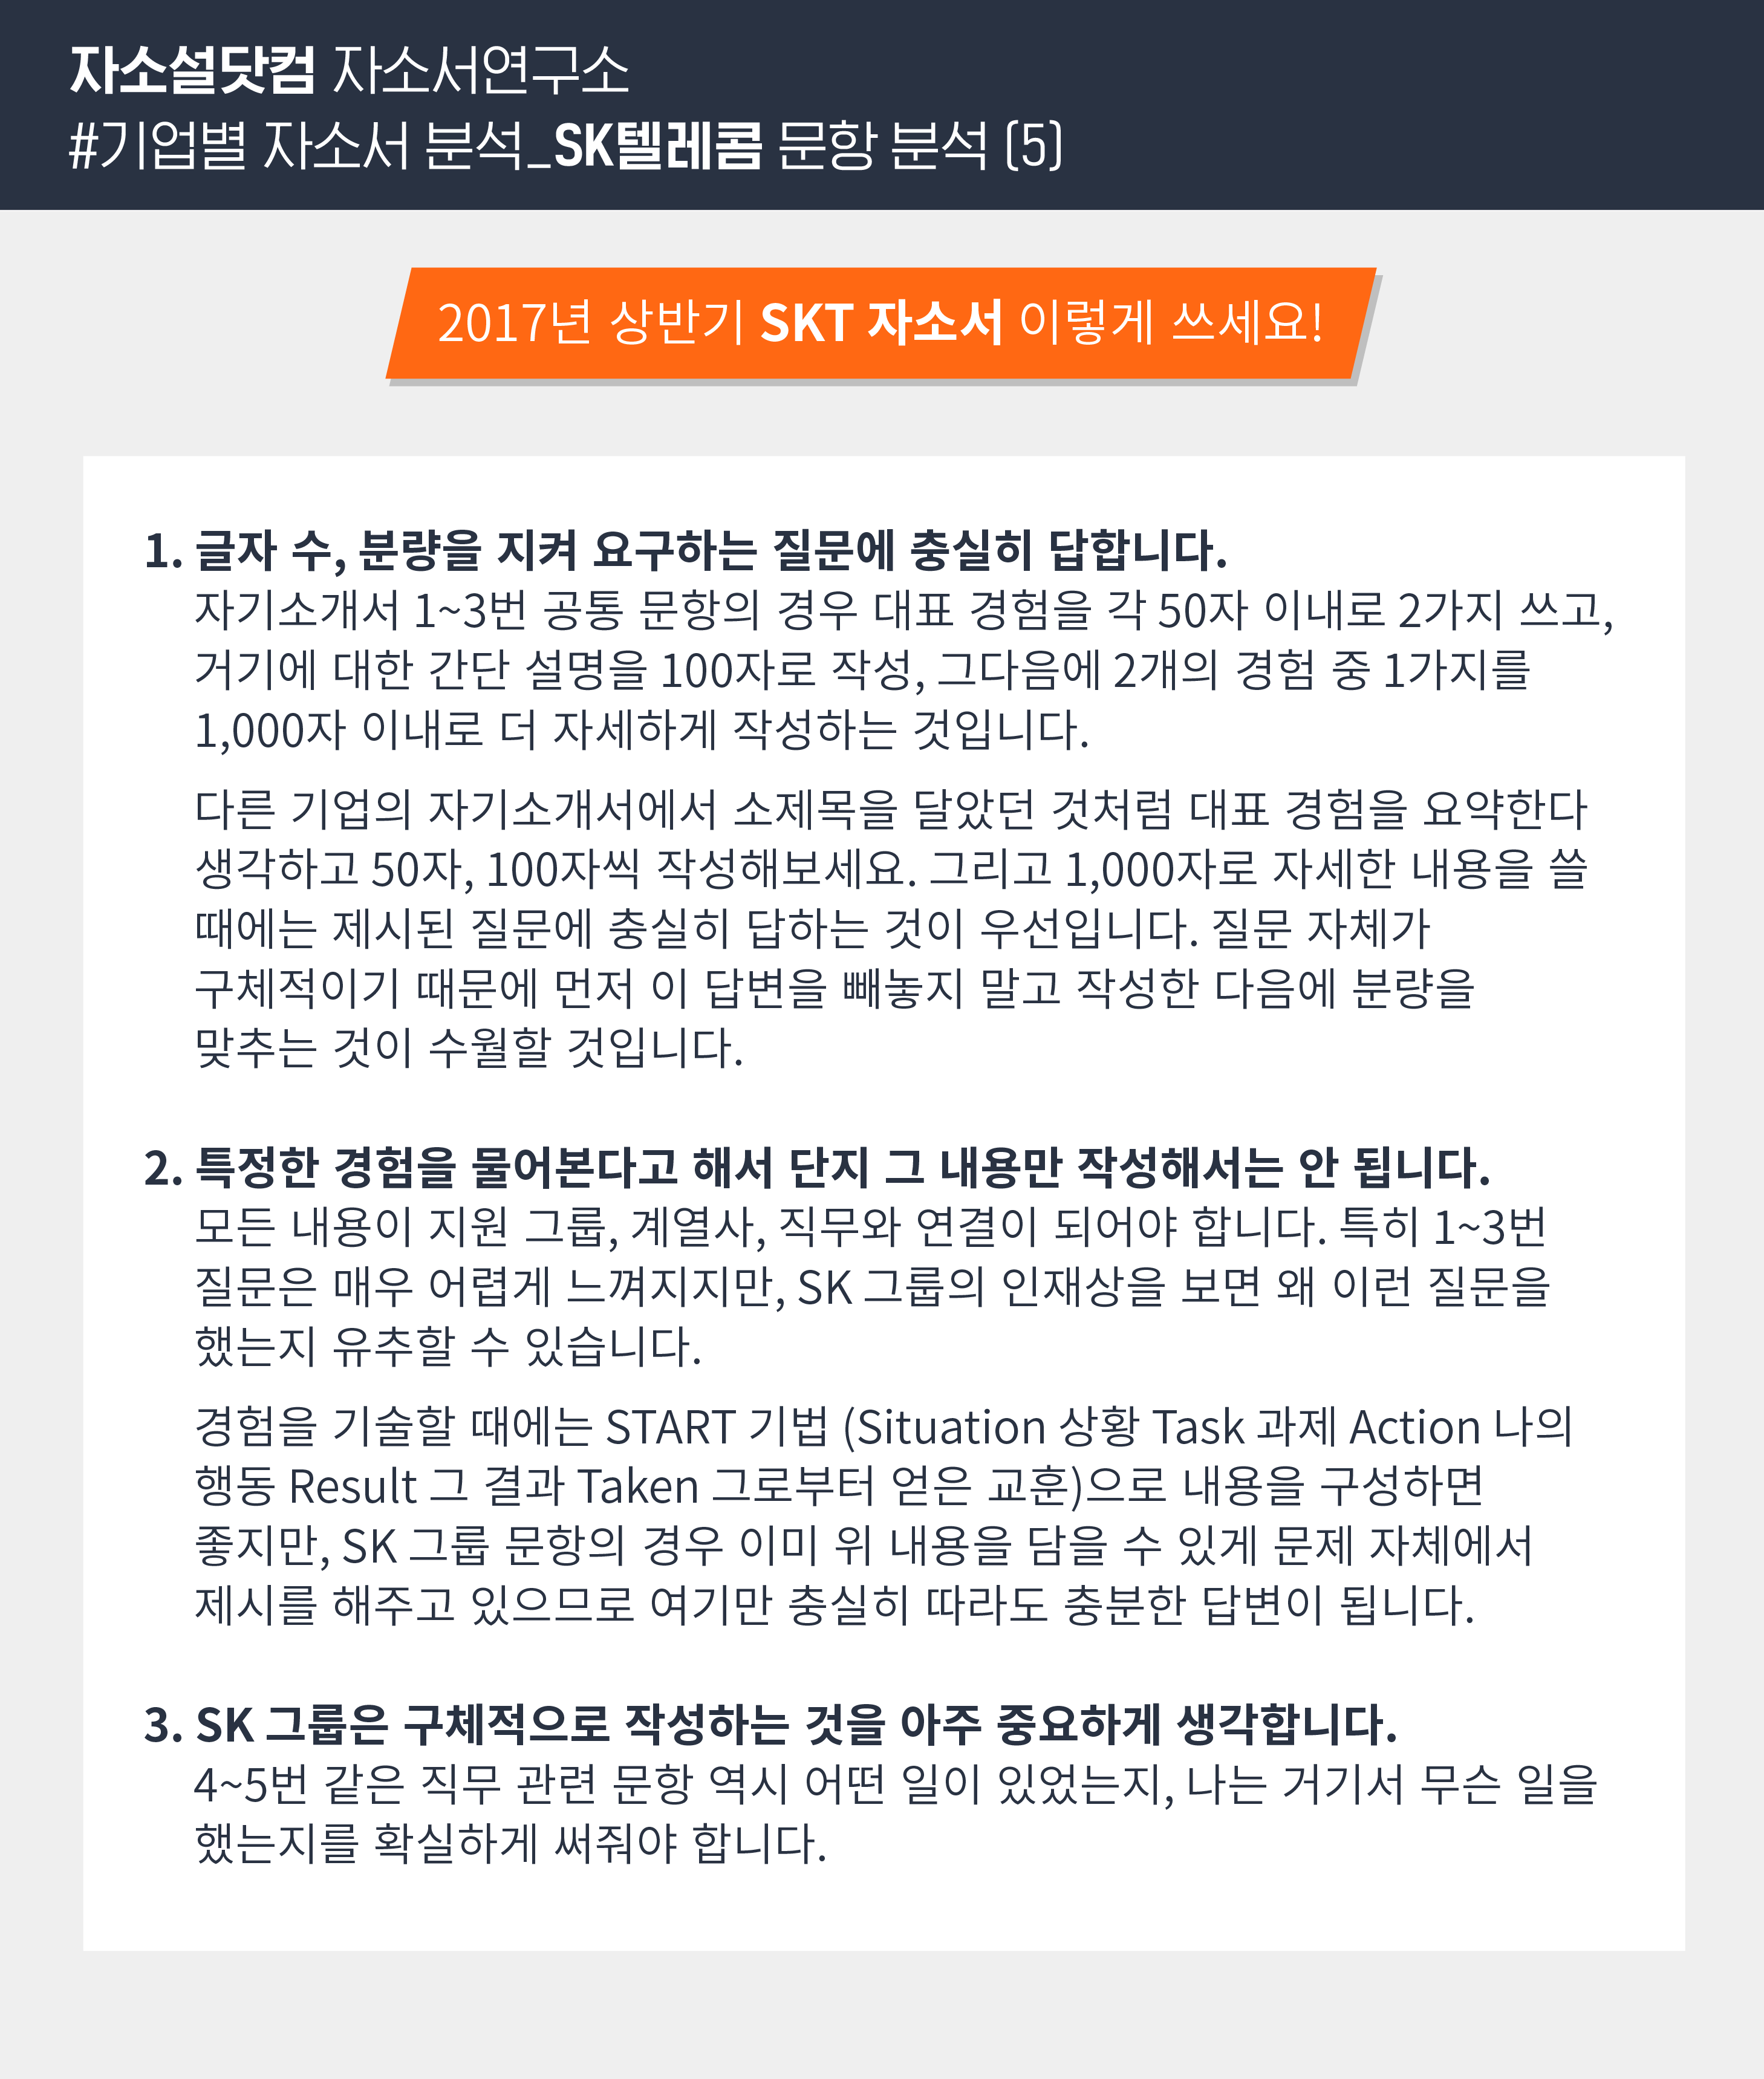 자소설닷컴 자소서연구소
#기업별 자소서 분석_SK텔레콤 문항 분석 (5)
2017년 상반기 SKT 자소서 이렇게 쓰세요!
1. 글자 수, 분량을 지켜 요구하는 질문에 충실히 답합니다.
자기소개서 1~3번 공통 문항의 경우 대표 경험을 각 50자 이내로 2가지 쓰고,
거기에 대한 간단 설명을 100자로 작성, 그다음에 2개의 경험 중 1가지를
1,000자 이내로 더 자세하게 작성하는 것입니다.
다른 기업의 자기소개서에서 소제목을 달았던 것처럼 대표 경험을 요약한다
생각하고 50자, 100자씩 작성해보세요. 그리고 1,000자로 자세한 내용을 쓸
때에는 제시된 질문에 충실히 답하는 것이 우선입니다. 질문 자체가
구체적이기 때문에 먼저 이 답변을 빼놓지 말고 작성한 다음에 분량을
맞추는 것이 수월할 것입니다.
2. 특정한 경험을 물어본다고 해서 단지 그 내용만 작성해서는 안 됩니다.
모든 내용이 지원 그룹, 계열사, 직무와 연결이 되어야 합니다. 특히 1~3번
질문은 매우 어렵게 느껴지지만, SK 그룹의 인재상을 보면 왜 이런 질문을
했는지 유추할 수 있습니다.
경험을 기술할 때에는 START 기법 (Situation 상황 Task 과제 Action 나의
행동 Result 그 결과 Taken 그로부터 얻은 교훈)으로 내용을 구성하면
좋지만, SK 그룹 문항의 경우 이미 위 내용을 담을 수 있게 문제 자체에서
제시를 해주고 있으므로 여기만 충실히 따라도 충분한 답변이 됩니다.
3. SK 그룹은 구체적으로 작성하는 것을 아주 중요하게 생각합니다.
4~5번 같은 직무 관련 문항 역시 어떤 일이 있었는지, 나는 거기서 무슨 일을
했는지를 확실하게 써줘야 합니다.